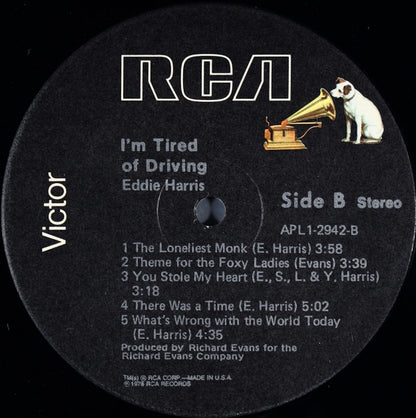 RCA
Victor
I'm Tired
of Driving
Eddie Harris
Side B Stereo
APL1-2942-B
1 The Loneliest Monk (E. Harris) 3:58
2 Theme for the Foxy Ladies (Evans) 3:39
3 You Stole My Heart (E., S., L. & Y. Harris)
3:18
4 There Was a Time (E. Harris) 5:02
5 What's Wrong with the World Today
(E. Harris) 4:35
Produced by Richard Evans for the
Richard Evans Company
TM(s) ® RCA CORP.—MADE IN U.S.A.
℗ 1978 RCA RECORDS